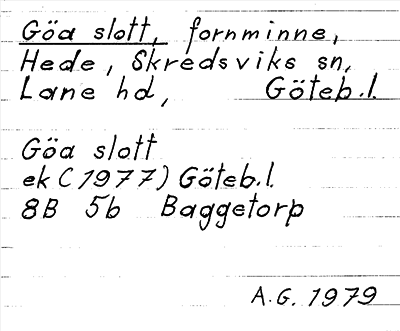 Göa slott, fornminne,
Hede, Skredsviks sn,
Lane hd, Göteb.l.
Göa slott
ek (1977) Göteb.l.
8B 5b Baggetorp
A.G. 1979